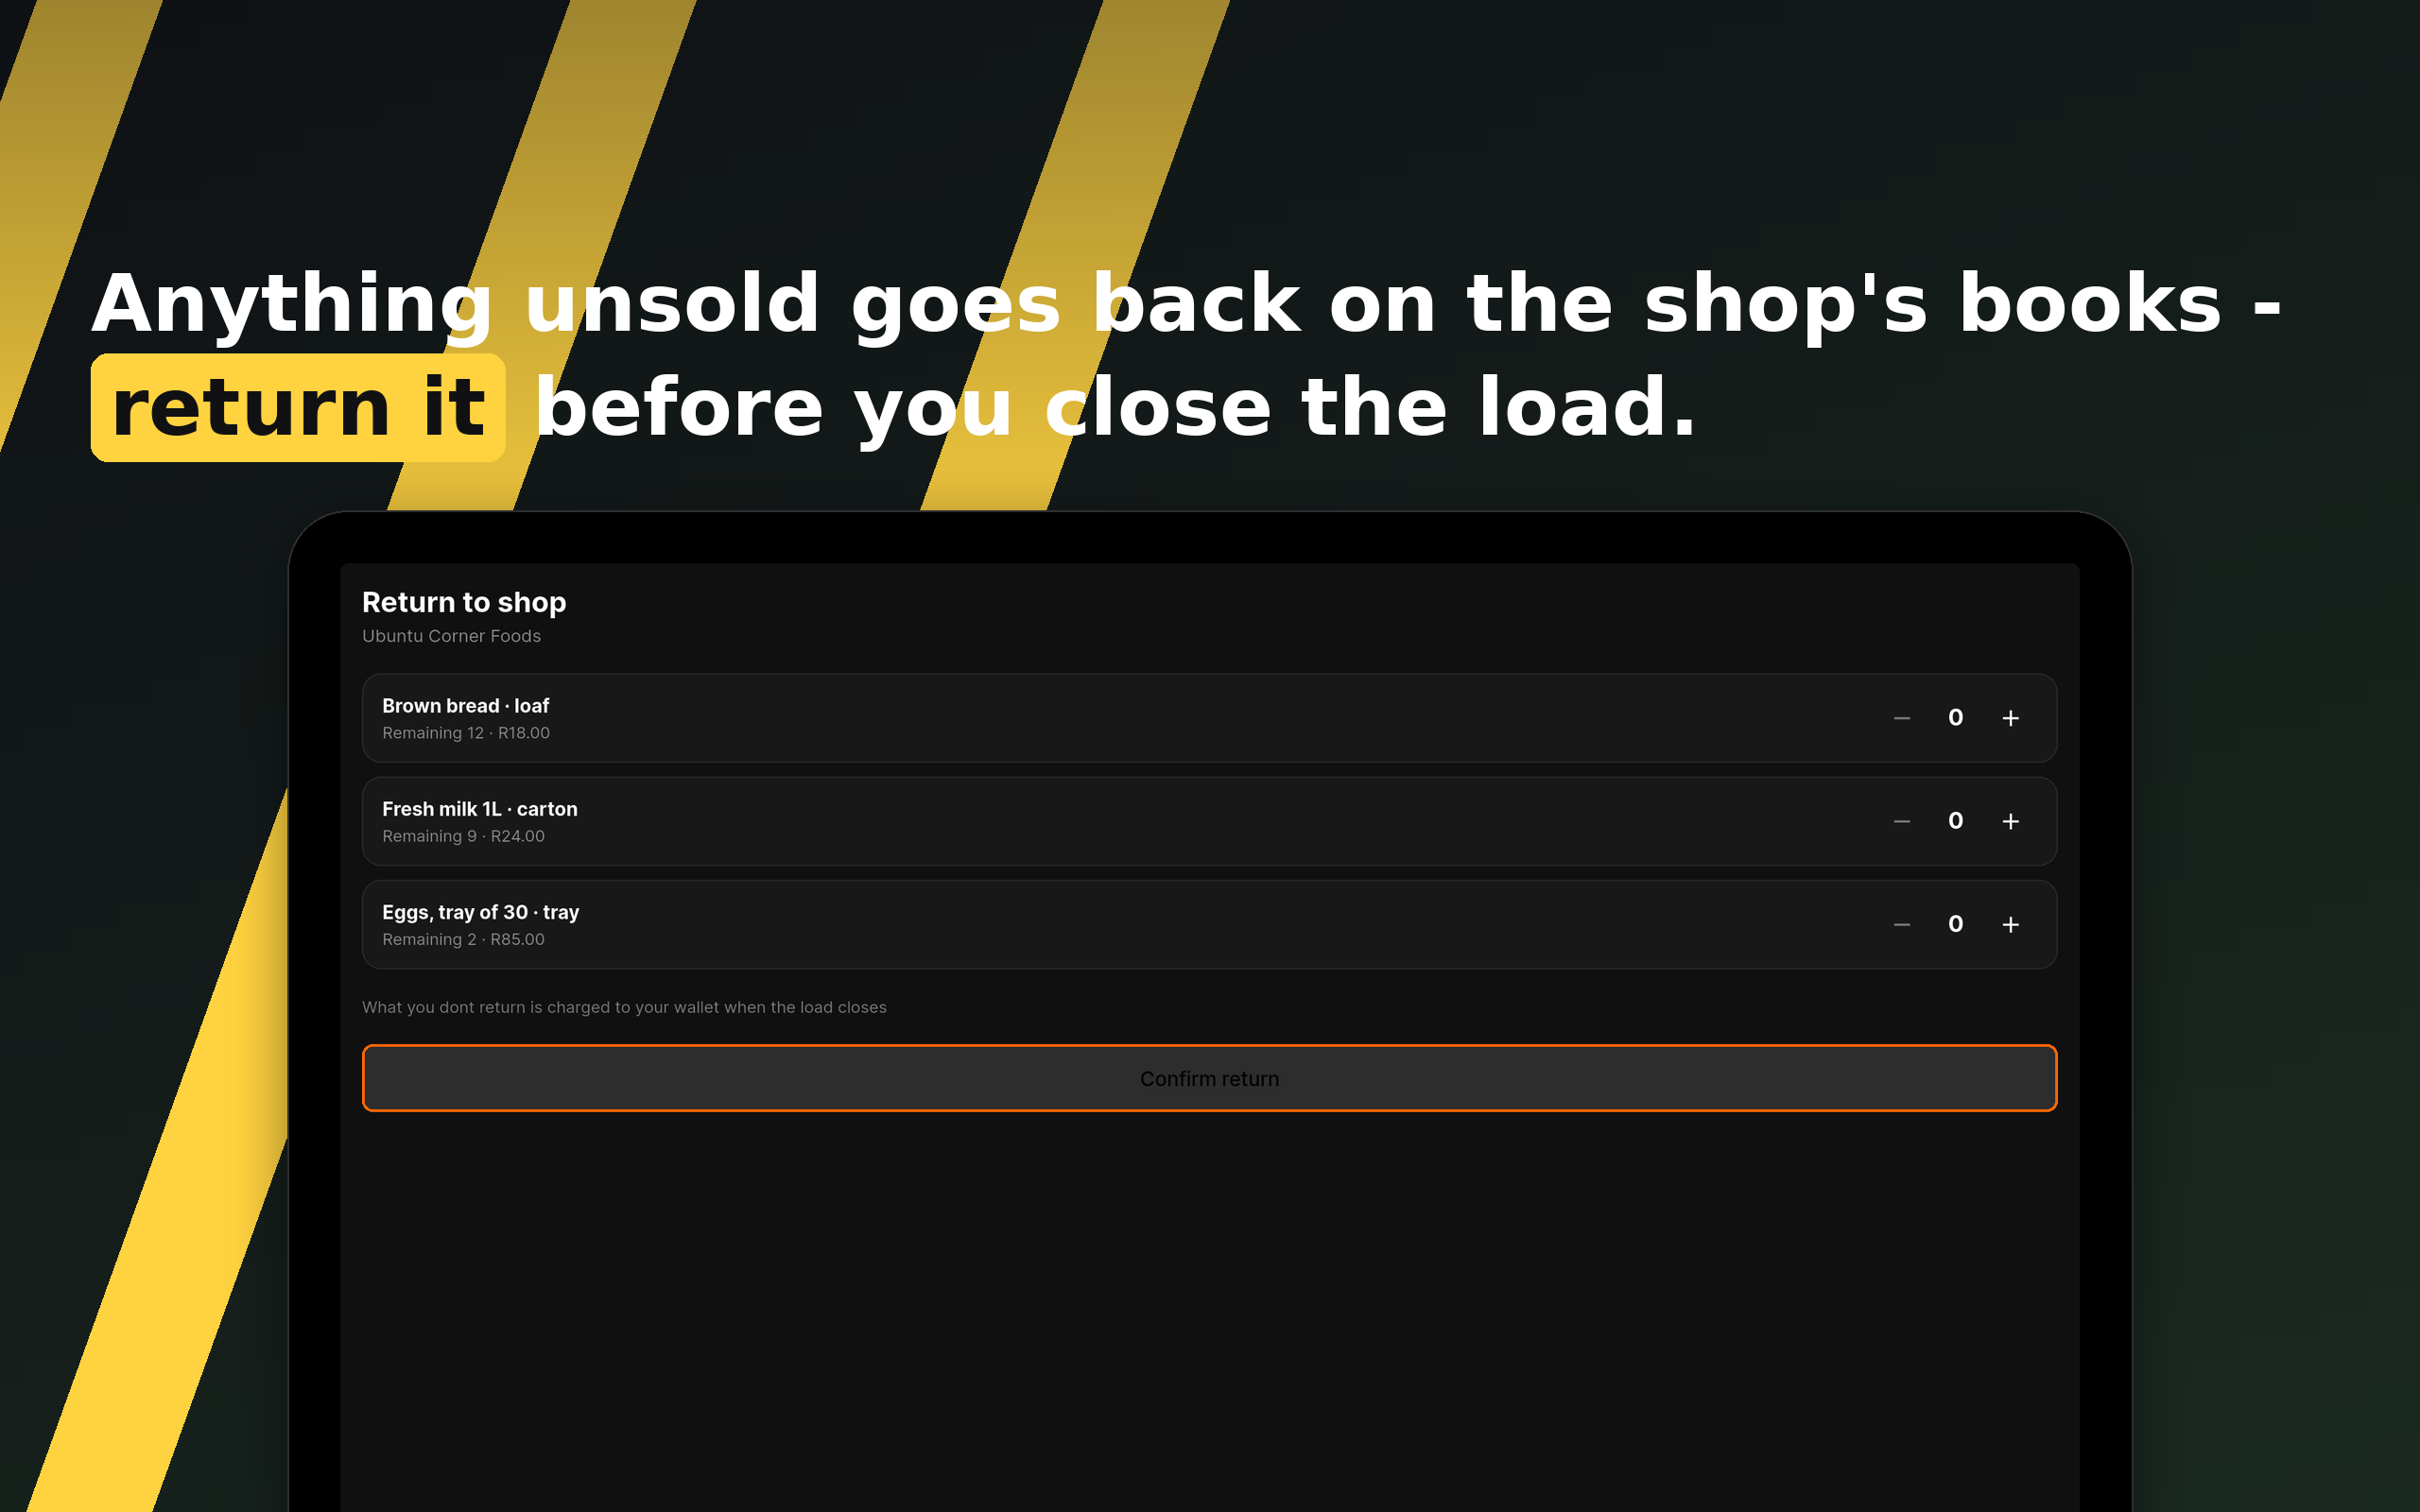 Anything unsold goes back on the shop's books -
return it before you close the load.
Return to shop
Ubuntu Corner Foods
Brown bread · loaf
Remaining 12 · R18.00
− 0 +
Fresh milk 1L · carton
Remaining 9 · R24.00
− 0 +
Eggs, tray of 30 · tray
Remaining 2 · R85.00
− 0 +
What you dont return is charged to your wallet when the load closes
Confirm return